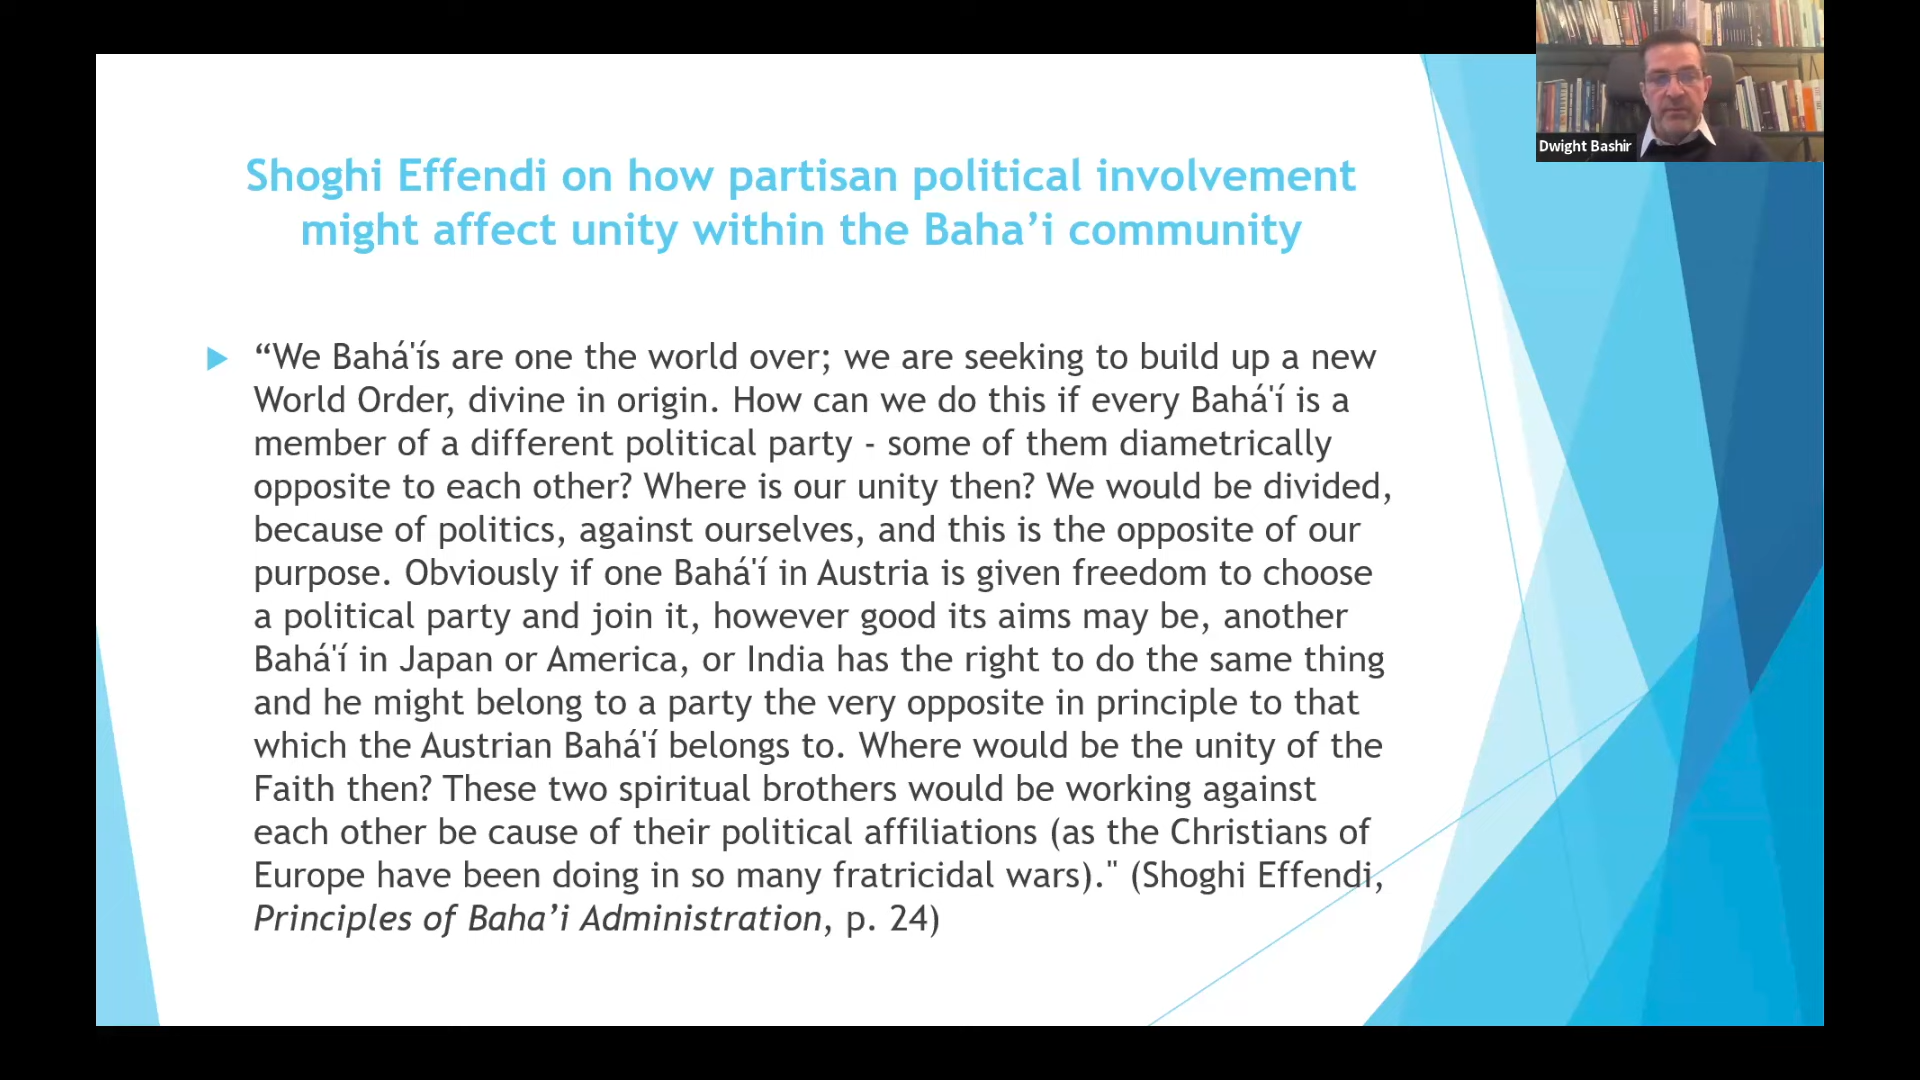 Dwight Bashir
Shoghi Effendi on how partisan political involvement
might affect unity within the Baha’i community
“We Bahá'ís are one the world over; we are seeking to build up a new
World Order, divine in origin. How can we do this if every Bahá'í is a
member of a different political party - some of them diametrically
opposite to each other? Where is our unity then? We would be divided,
because of politics, against ourselves, and this is the opposite of our
purpose. Obviously if one Bahá'í in Austria is given freedom to choose
a political party and join it, however good its aims may be, another
Bahá'í in Japan or America, or India has the right to do the same thing
and he might belong to a party the very opposite in principle to that
which the Austrian Bahá'í belongs to. Where would be the unity of the
Faith then? These two spiritual brothers would be working against
each other be cause of their political affiliations (as the Christians of
Europe have been doing in so many fratricidal wars)." (Shoghi Effendi,
Principles of Baha’i Administration, p. 24)